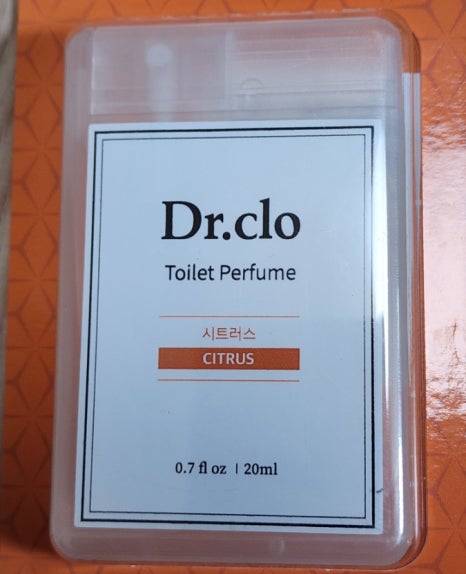 Dr.clo
Toilet Perfume
시트러스
CITRUS
0.7 fl oz | 20ml